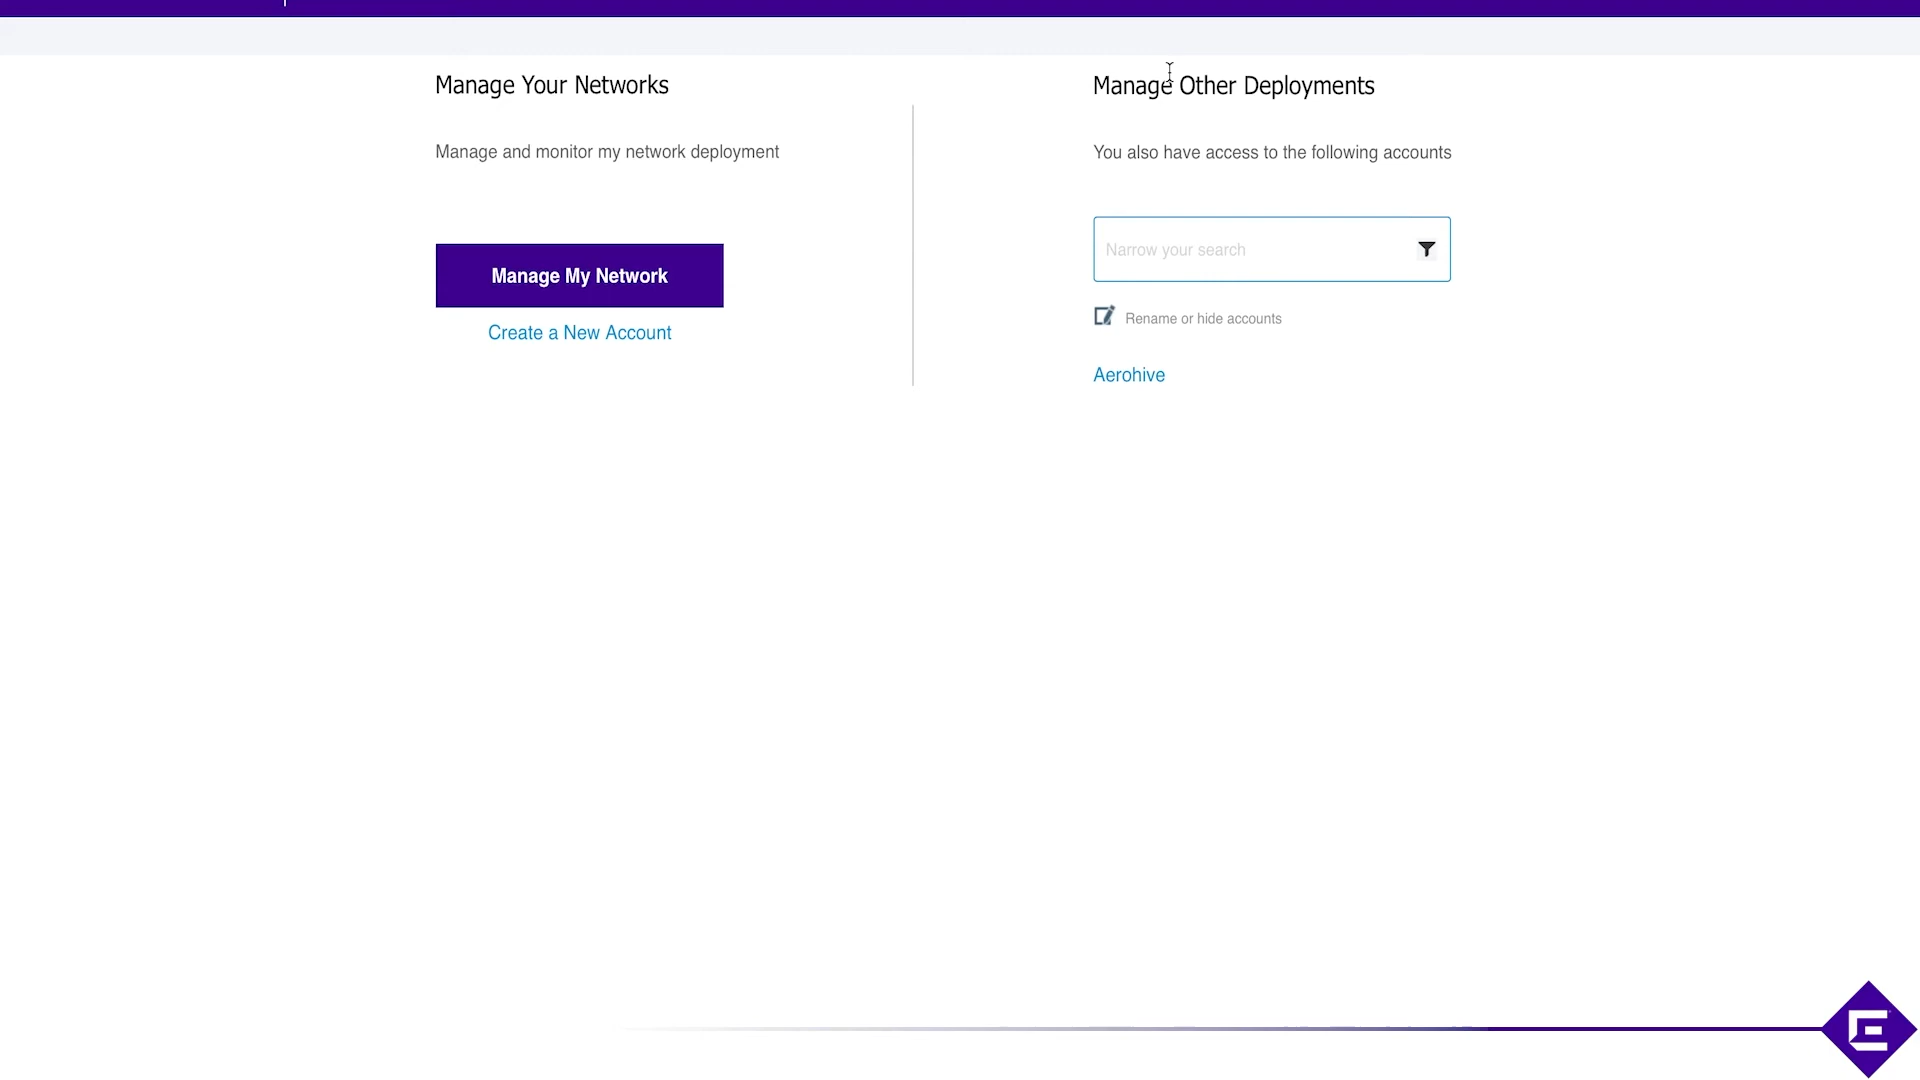 Manage Your Networks
Manage and monitor my network deployment
Manage My Network
Create a New Account
Manage Other Deployments
You also have access to the following accounts
Narrow your search
Rename or hide accounts
Aerohive